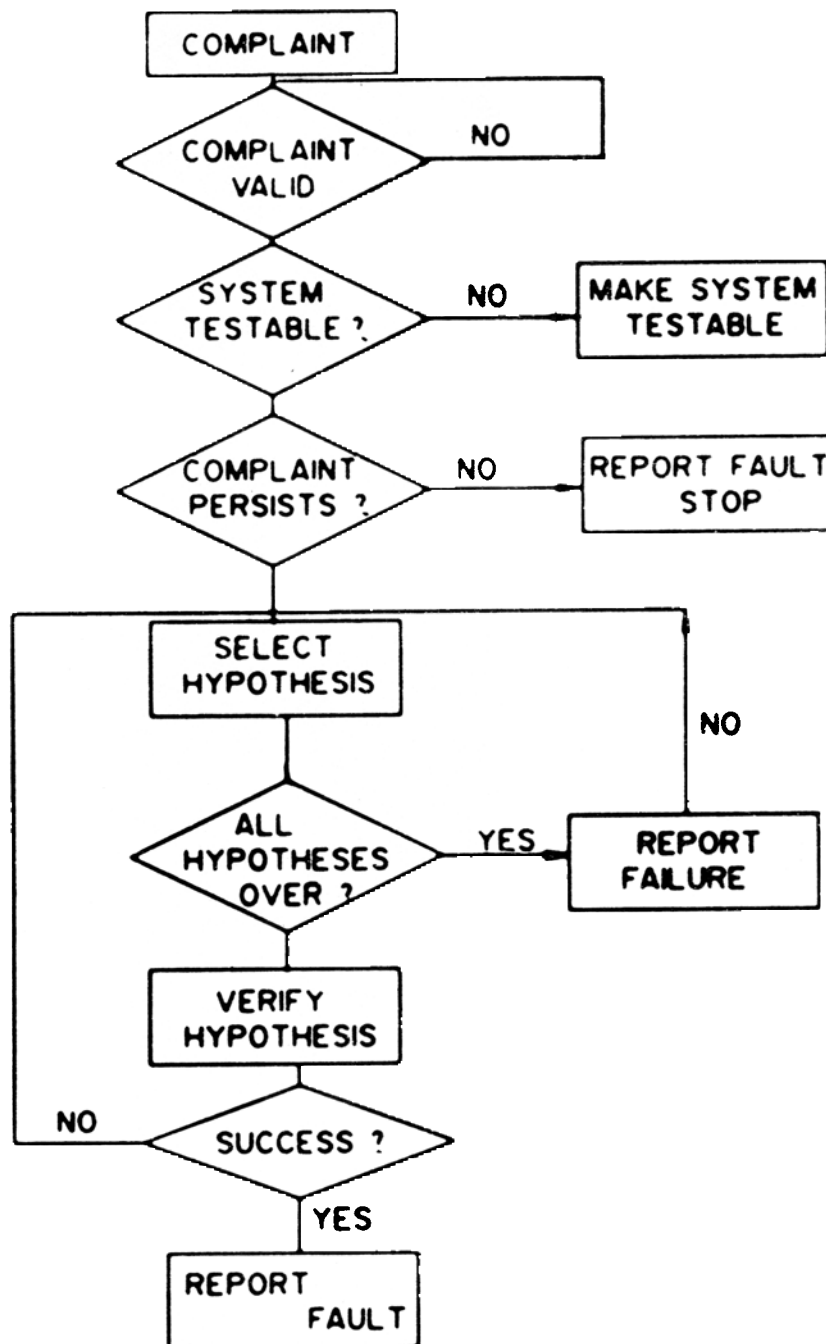 COMPLAINT
COMPLAINT
VALID
NO
SYSTEM
TESTABLE ?
NO
MAKE SYSTEM
TESTABLE
COMPLAINT
PERSISTS ?
NO
REPORT FAULT
STOP
SELECT
HYPOTHESIS
NO
ALL
HYPOTHESES
OVER ?
YES
REPORT
FAILURE
VERIFY
HYPOTHESIS
NO
SUCCESS ?
YES
REPORT
FAULT